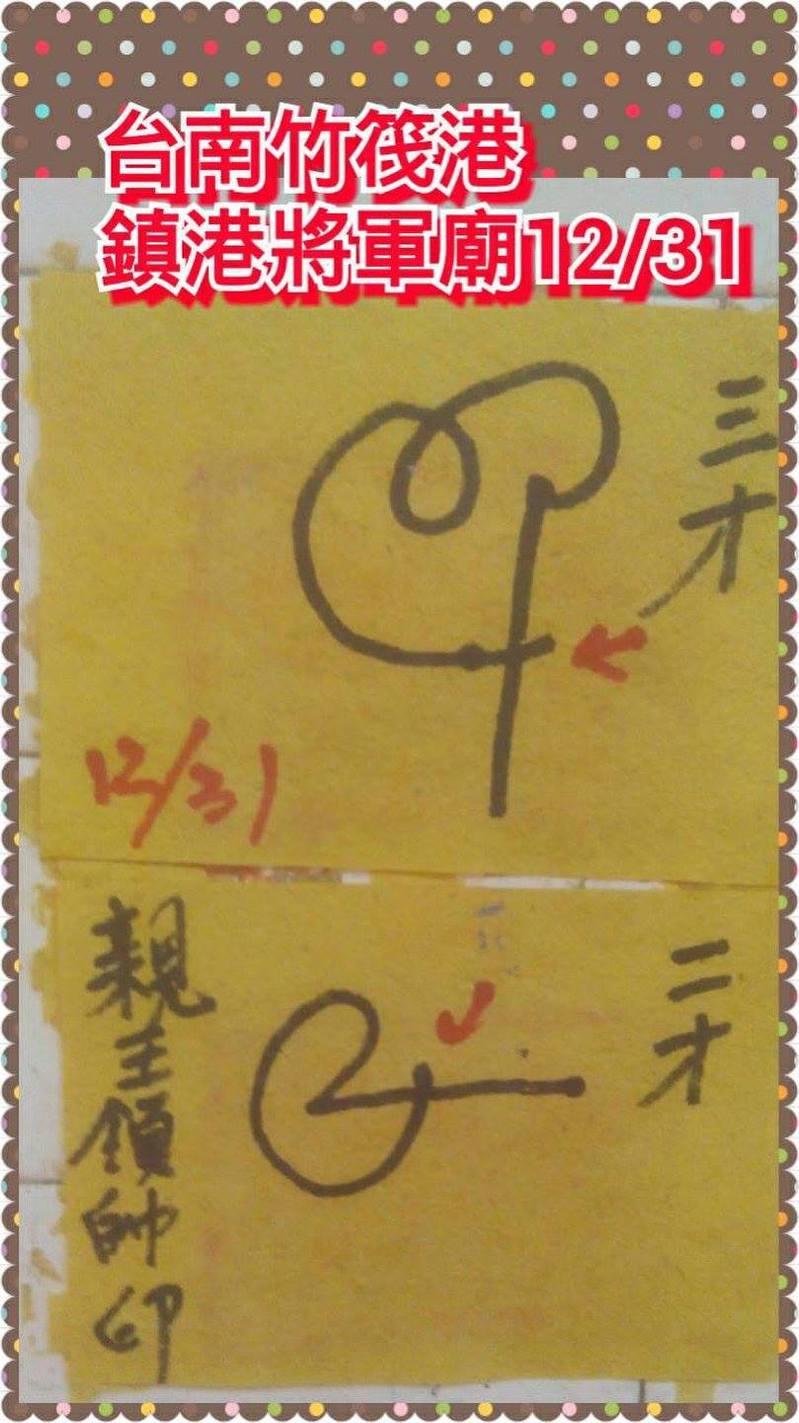 台南竹筏港
鎮港將軍廟12/31
三才
12/31
二才
親王領帥印